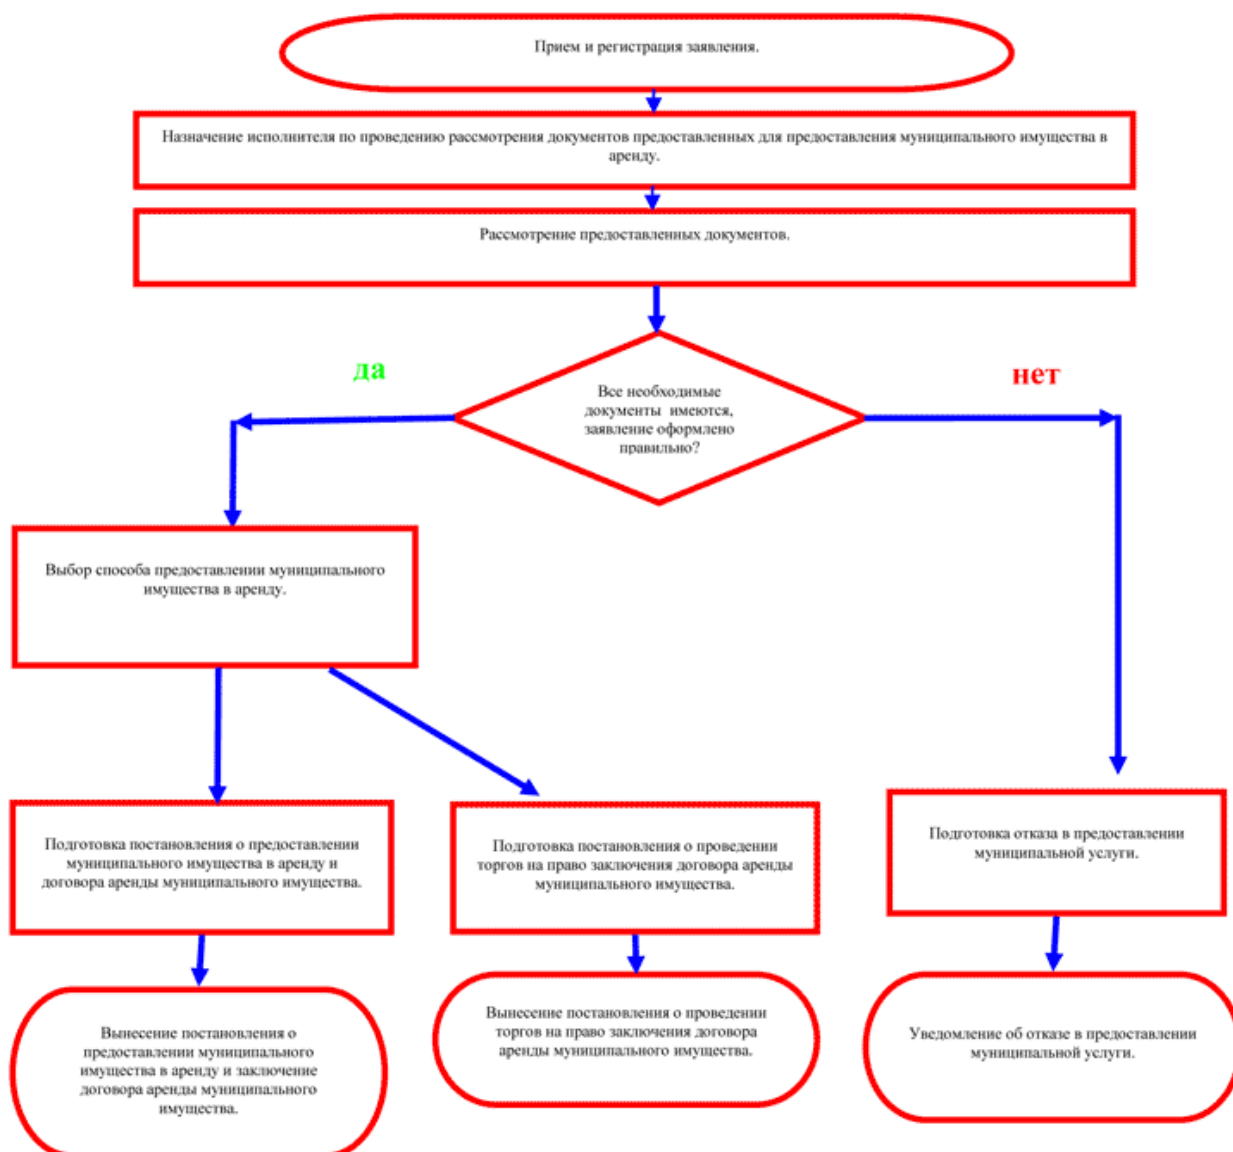 Прием и регистрация заявления.
Назначение исполнителя по проведению рассмотрения документов предоставленных для предоставления муниципального имущества в
аренду.
Рассмотрение предоставленных документов.
да
нет
Все необходимые
документы имеются,
заявление оформлено
правильно?
Выбор способа предоставлении муниципального
имущества в аренду.
Подготовка постановления о предоставлении
муниципального имущества в аренду и
договора аренды муниципального имущества.
Подготовка постановления о проведении
торгов на право заключения договора аренды
муниципального имущества.
Подготовка отказа в предоставлении
муниципальной услуги.
Вынесение постановления о
предоставлении муниципального
имущества в аренду и заключение
договора аренды муниципального
имущества.
Вынесение постановления о проведении
торгов на право заключения договора
аренды муниципального имущества.
Уведомление об отказе в предоставлении
муниципальной услуги.